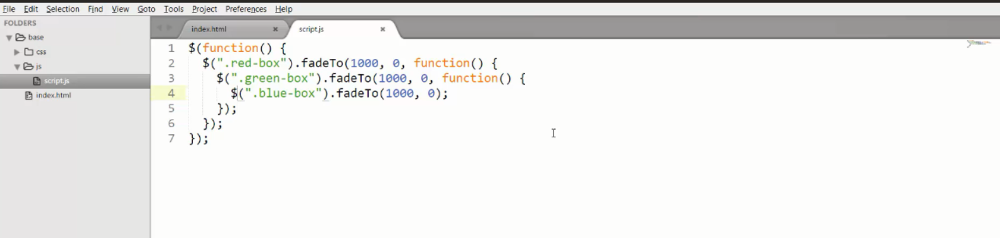 File Edit Selection Find View Goto Tools Project Preferences Help
FOLDERS
base
css
js
script.js
index.html
index.html × script.js ×
1 $(function() {
2 $(".red-box").fadeTo(1000, 0, function() {
3 $(".green-box").fadeTo(1000, 0, function() {
4 $(".blue-box").fadeTo(1000, 0);
5 });
6 });
7 });